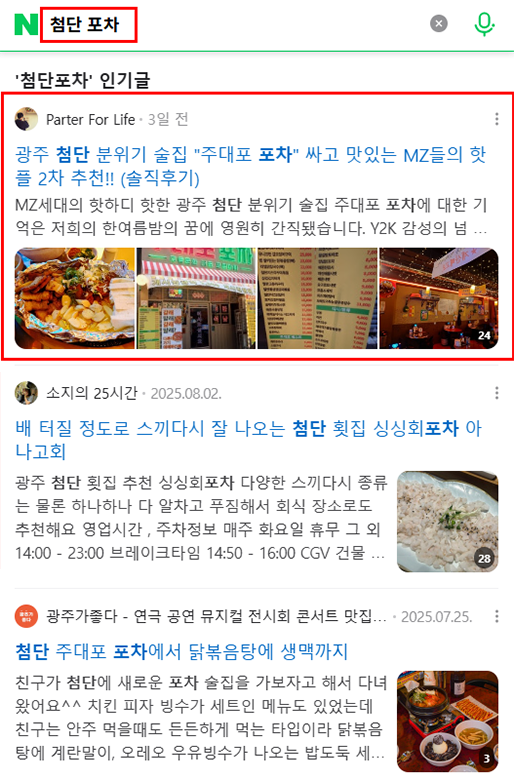 N 첨단 포차
'첨단포차' 인기글
Parter For Life · 3일 전
광주 첨단 분위기 술집 "주대포 포차" 싸고 맛있는 MZ들의 핫
플 2차 추천!! (솔직후기)
MZ세대의 핫하디 핫한 광주 첨단 분위기 술집 주대포 포차에 대한 기
억은 저희의 한여름밤의 꿈에 영원히 간직됐습니다. Y2K 감성의 넘 ...
24
소지의 25시간 · 2025.08.02.
배 터질 정도로 스끼다시 잘 나오는 첨단 횟집 싱싱회포차 아
나고회
광주 첨단 횟집 추천 싱싱회포차 다양한 스끼다시 종류
는 물론 하나하나 다 알차고 푸짐해서 회식 장소로도
추천해요 영업시간 , 주차정보 매주 화요일 휴무 그 외
14:00 - 23:00 브레이크타임 14:50 - 16:00 CGV 건물 ...
28
광주가좋다 - 연극 공연 뮤지컬 전시회 콘서트 맛집... · 2025.07.25.
첨단 주대포 포차에서 닭볶음탕에 생맥까지
친구가 첨단에 새로운 포차 술집을 가보자고 해서 다녀
왔어요^^ 치킨 피자 빙수가 세트인 메뉴도 있었는데
친구는 안주 먹을때도 든든하게 먹는 타입이라 닭볶음
탕에 계란말이, 오레오 우유빙수가 나오는 밥도둑 세...
3